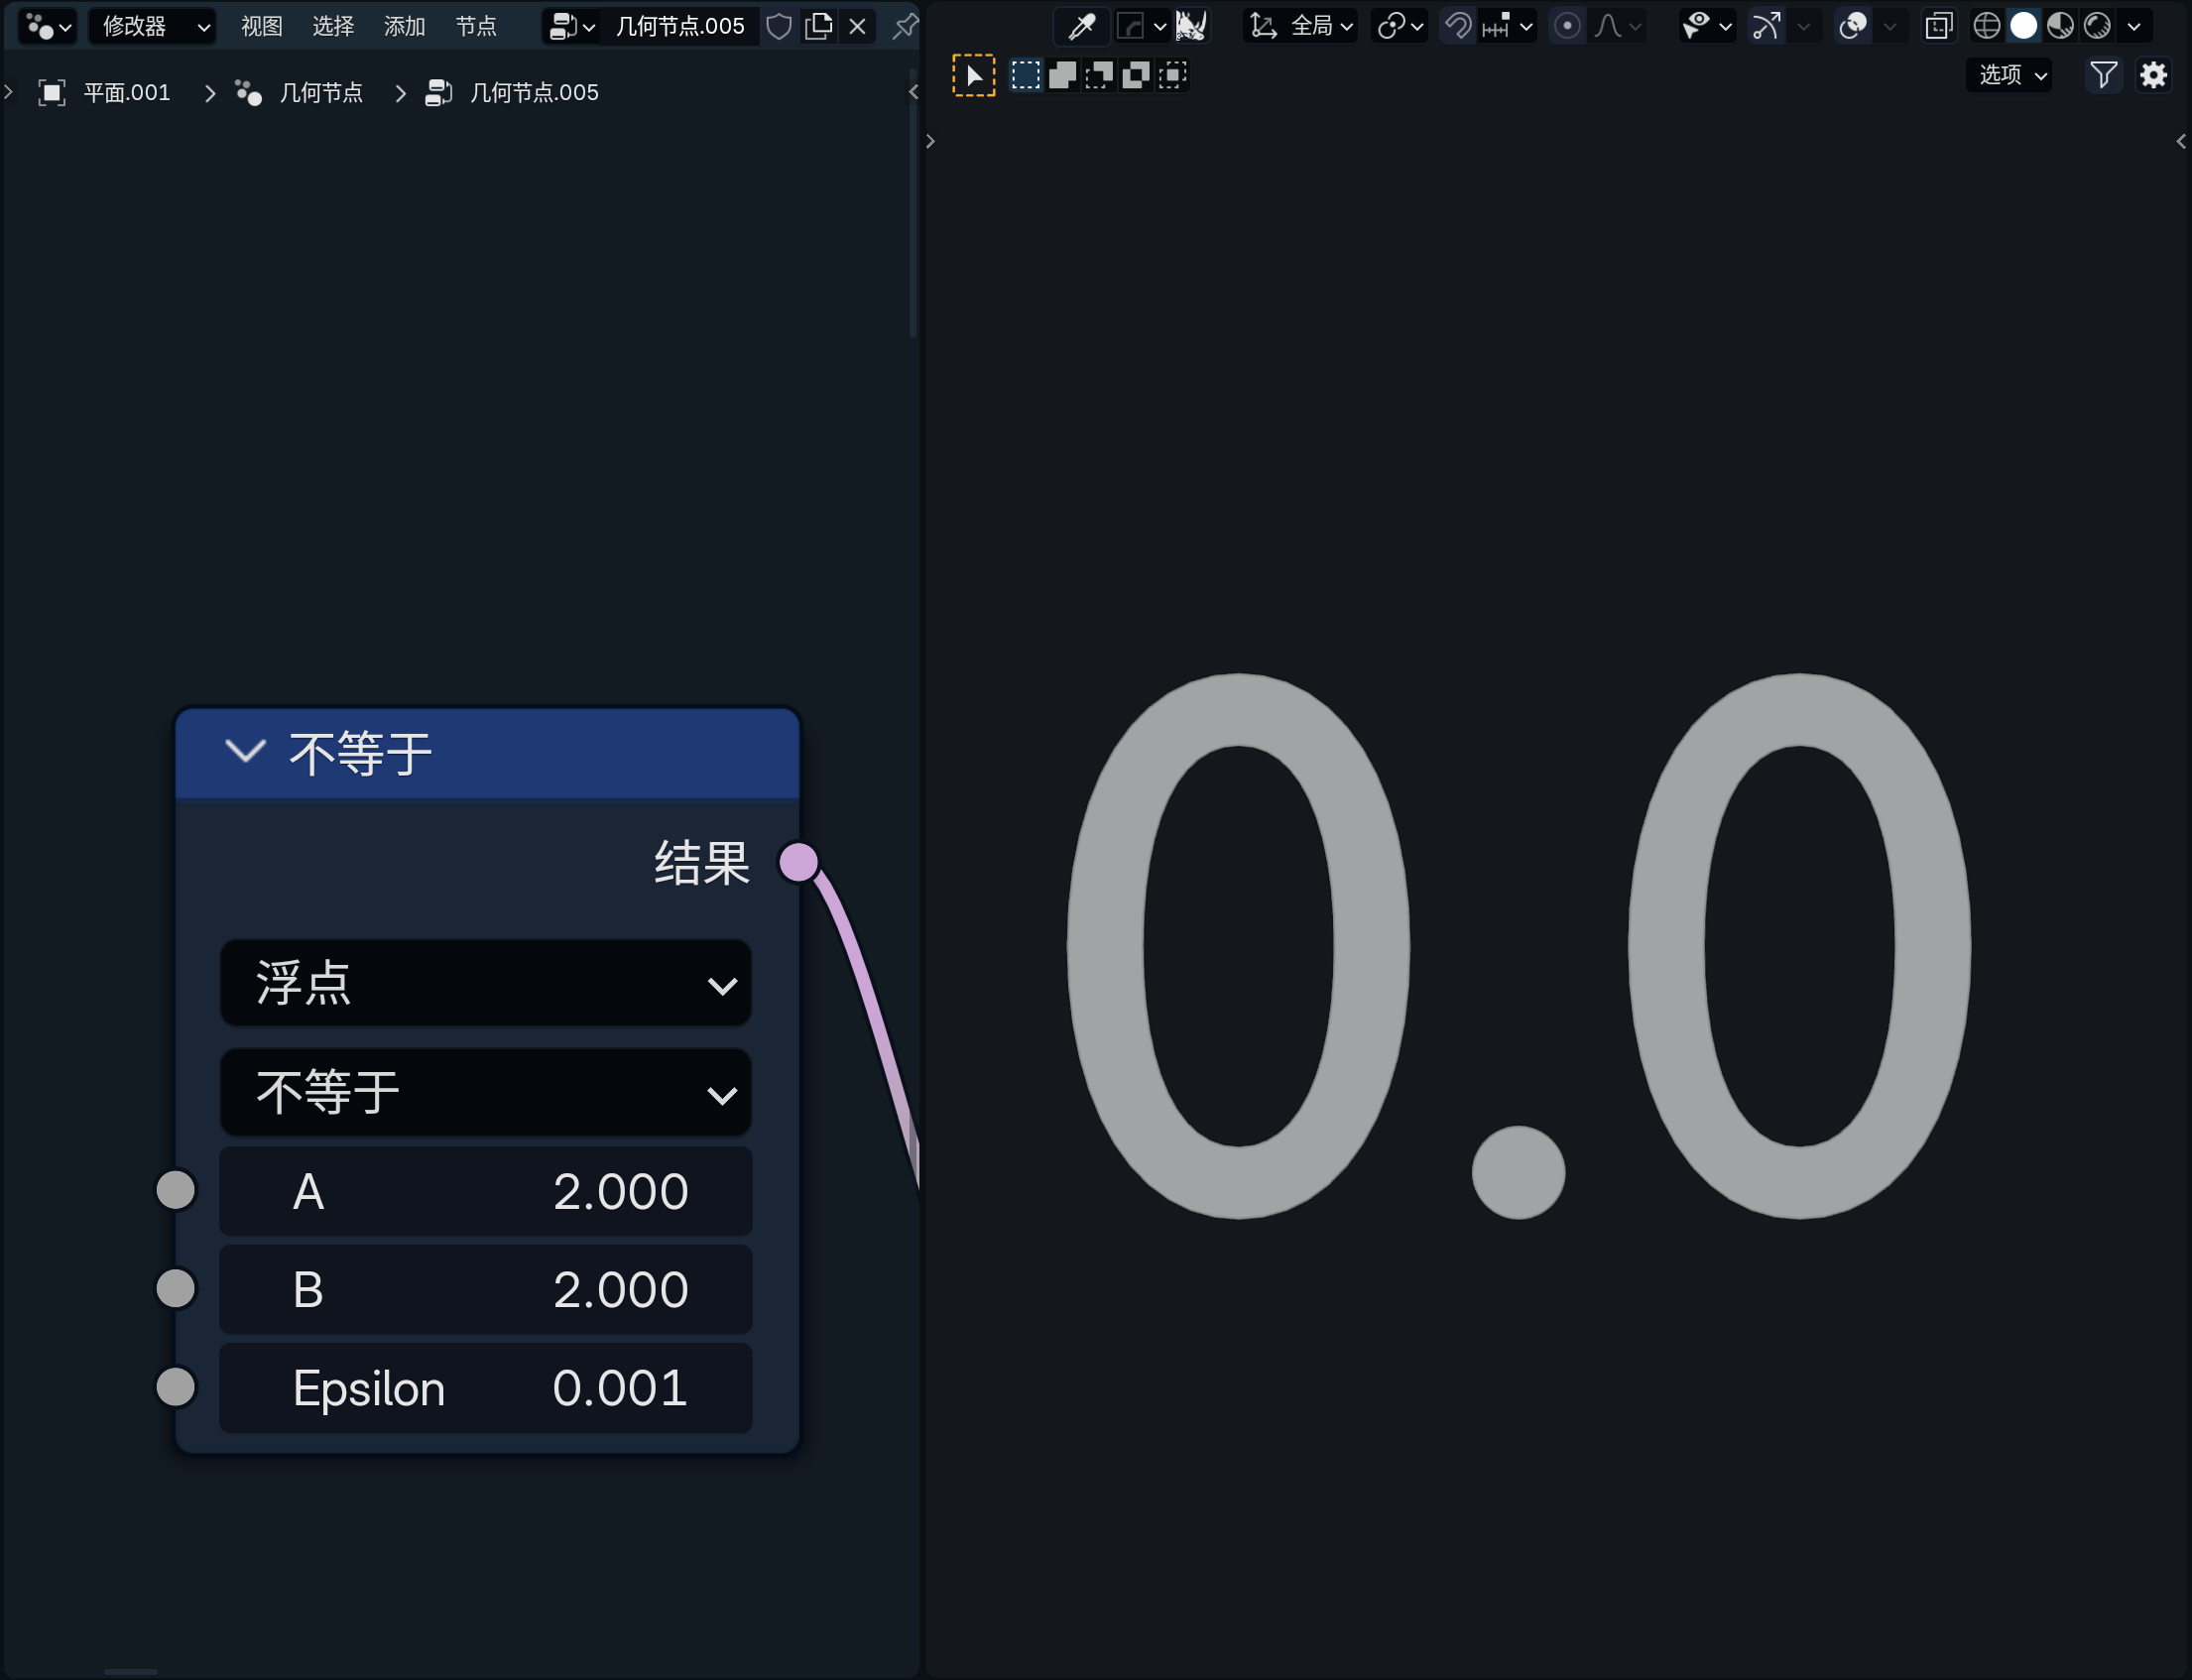 修改器 视图 选择 添加 节点 几何节点.005
平面.001 几何节点 几何节点.005
不等于
结果
浮点
不等于
A 2.000
B 2.000
Epsilon 0.001
全局
选项
0.0